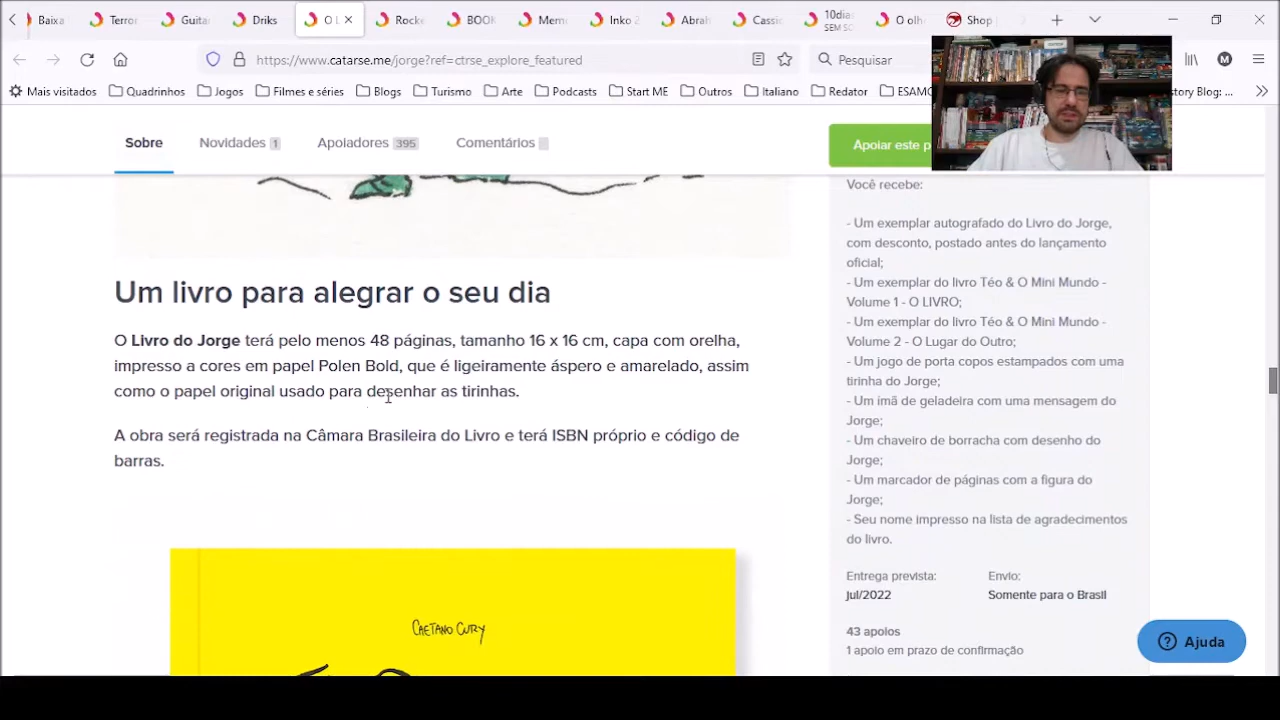 Baixa
Terror
Guitar
Driks
O L
Rocke
BOOK
Memo
Inko 2
Abrah
Cassio
10dia
O olh
Shop
https://www.catarse.me/jorge?ref=ctrse_explore_featured
Pesquisar
Mais visitados
Quadrinhos
Jogos
Filmes e séries
Blogs
Turismo
Arte
Podcasts
Start ME
Outros
Italiano
Redator
ESAMC
story Blog: ...
Sobre
Novidades 1
Apoiadores 395
Comentários
Apoiar este p
Um livro para alegrar o seu dia
O Livro do Jorge terá pelo menos 48 páginas, tamanho 16 x 16 cm, capa com orelha,
impresso a cores em papel Polen Bold, que é ligeiramente áspero e amarelado, assim
como o papel original usado para desenhar as tirinhas.
A obra será registrada na Câmara Brasileira do Livro e terá ISBN próprio e código de
barras.
CAETANO CURY
Você recebe:
- Um exemplar autografado do Livro do Jorge,
com desconto, postado antes do lançamento
oficial;
- Um exemplar do livro Téo & O Mini Mundo -
Volume 1 - O LIVRO;
- Um exemplar do livro Téo & O Mini Mundo -
Volume 2 - O Lugar do Outro;
- Um jogo de porta copos estampados com uma
tirinha do Jorge;
- Um ímã de geladeira com uma mensagem do
Jorge;
- Um chaveiro de borracha com desenho do
Jorge;
- Um marcador de páginas com a figura do
Jorge;
- Seu nome impresso na lista de agradecimentos
do livro.
Entrega prevista:
jul/2022
Envio:
Somente para o Brasil
43 apoios
1 apoio em prazo de confirmação
Ajuda